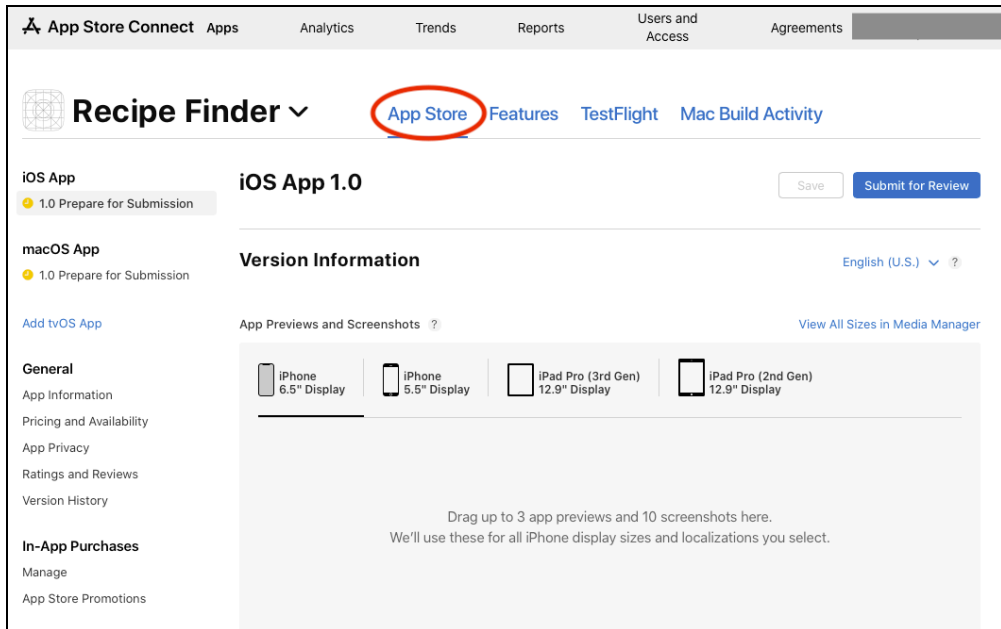 App Store Connect Apps Analytics Trends Reports Users and Access Agreements
Recipe Finder App Store Features TestFlight Mac Build Activity
iOS App
1.0 Prepare for Submission
macOS App
1.0 Prepare for Submission
Add tvOS App
General
App Information
Pricing and Availability
App Privacy
Ratings and Reviews
Version History
In-App Purchases
Manage
App Store Promotions
iOS App 1.0
Save Submit for Review
Version Information
English (U.S.) ?
App Previews and Screenshots ?
View All Sizes in Media Manager
iPhone
6.5" Display
iPhone
5.5" Display
iPad Pro (3rd Gen)
12.9" Display
iPad Pro (2nd Gen)
12.9" Display
Drag up to 3 app previews and 10 screenshots here.
We'll use these for all iPhone display sizes and localizations you select.